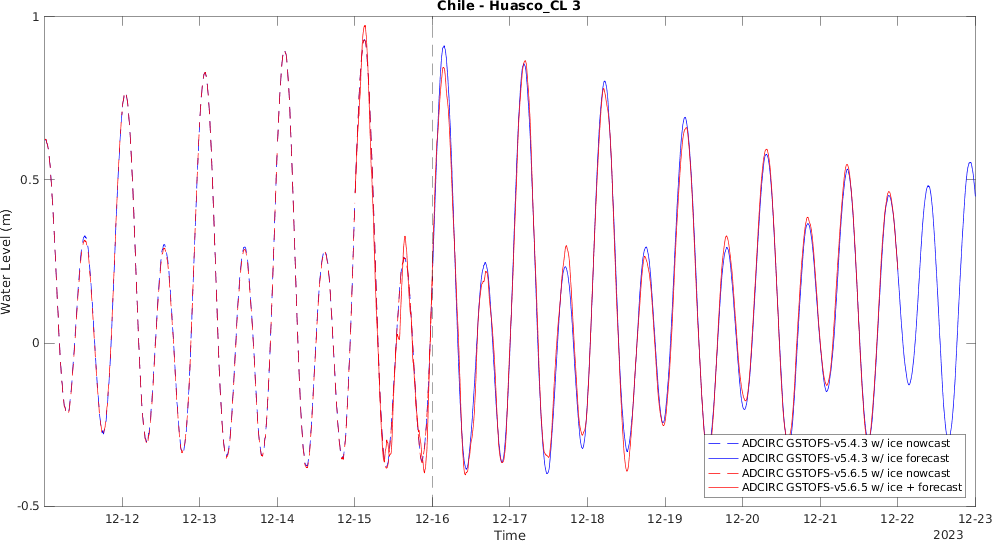 Chile - Huasco_CL 3
Water Level (m)
1
0.5
0
-0.5
ADCIRC GSTOFS-v5.4.3 w/ ice nowcast
ADCIRC GSTOFS-v5.4.3 w/ ice forecast
ADCIRC GSTOFS-v5.6.5 w/ ice nowcast
ADCIRC GSTOFS-v5.6.5 w/ ice + forecast
12-12 12-13 12-14 12-15 12-16 12-17 12-18 12-19 12-20 12-21 12-22 12-23
Time
2023